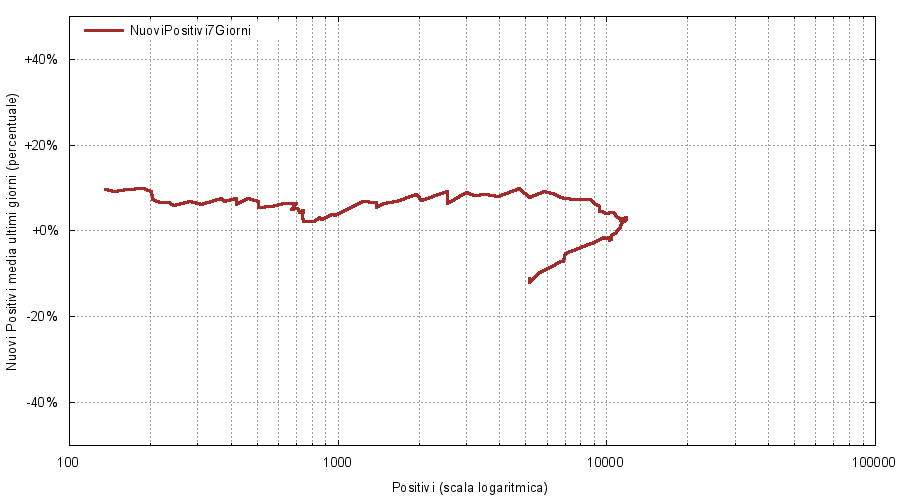 NuoviPositivi7Giorni
+40%
+20%
+0%
-20%
-40%
Nuovi Positivi media ultimi giorni (percentuale)
100 1000 10000 100000
Positivi (scala logaritmica)